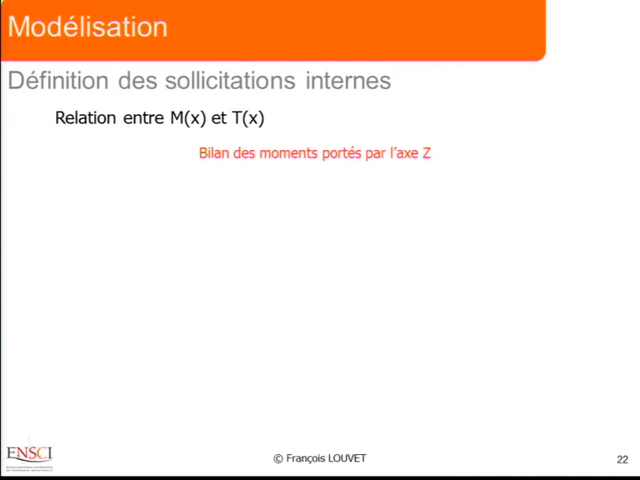 Modélisation
Définition des sollicitations internes
Relation entre M(x) et T(x)
Bilan des moments portés par l'axe Z
ENSCI
© François LOUVET
22